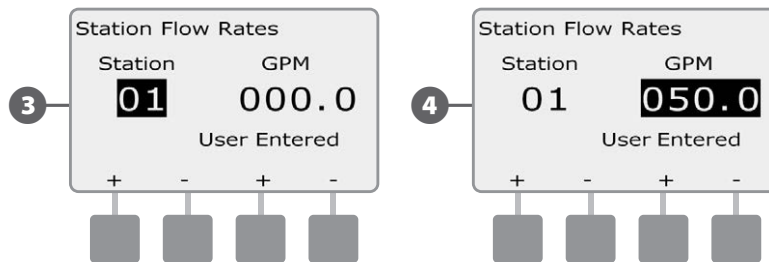 3
Station Flow Rates
Station GPM
01 000.0
User Entered
+ - + -
4
Station Flow Rates
Station GPM
01 050.0
User Entered
+ - + -